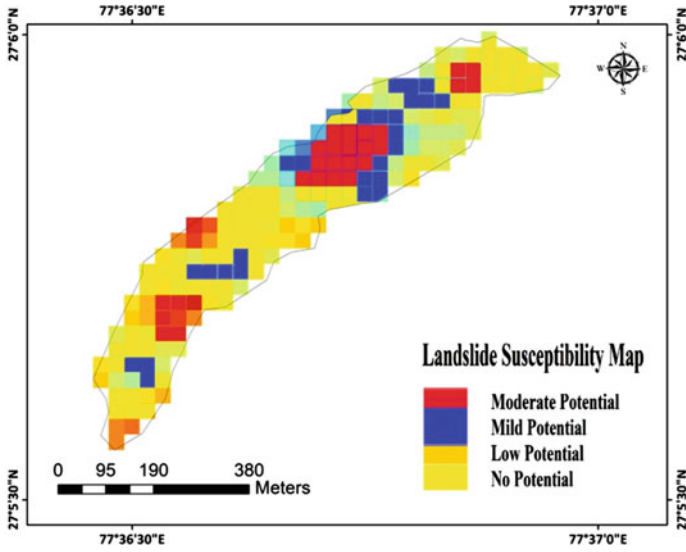 77°36'30"E 77°37'0"E
27°6'0"N 27°6'0"N
N
W E
S
Landslide Susceptibility Map
Moderate Potential
Mild Potential
Low Potential
No Potential
0 95 190 380
Meters
27°5'30"N 27°5'30"N
77°36'30"E 77°37'0"E